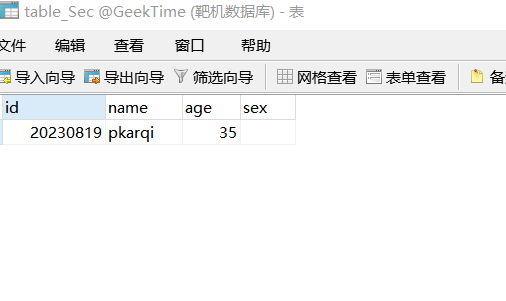 table_Sec @GeekTime (靶机数据库) - 表
文件 编辑 查看 窗口 帮助
导入向导 导出向导 筛选向导 网格查看 表单查看
id name age sex
20230819 pkarqi 35